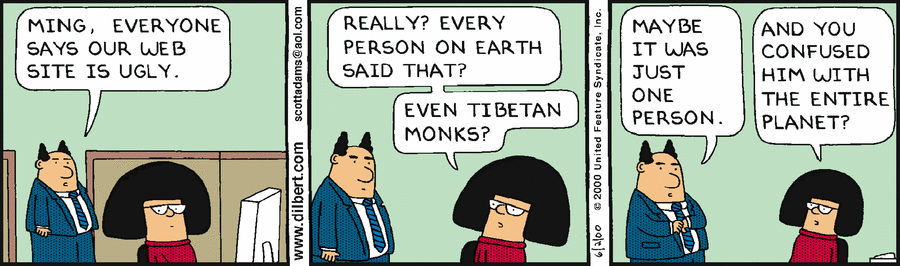 MING, EVERYONE
SAYS OUR WEB
SITE IS UGLY.
www.dilbert.com scottadams@aol.com
REALLY? EVERY
PERSON ON EARTH
SAID THAT?
EVEN TIBETAN
MONKS?
6/2/00 © 2000 United Feature Syndicate, Inc.
MAYBE
IT WAS
JUST
ONE
PERSON.
AND YOU
CONFUSED
HIM WITH
THE ENTIRE
PLANET?